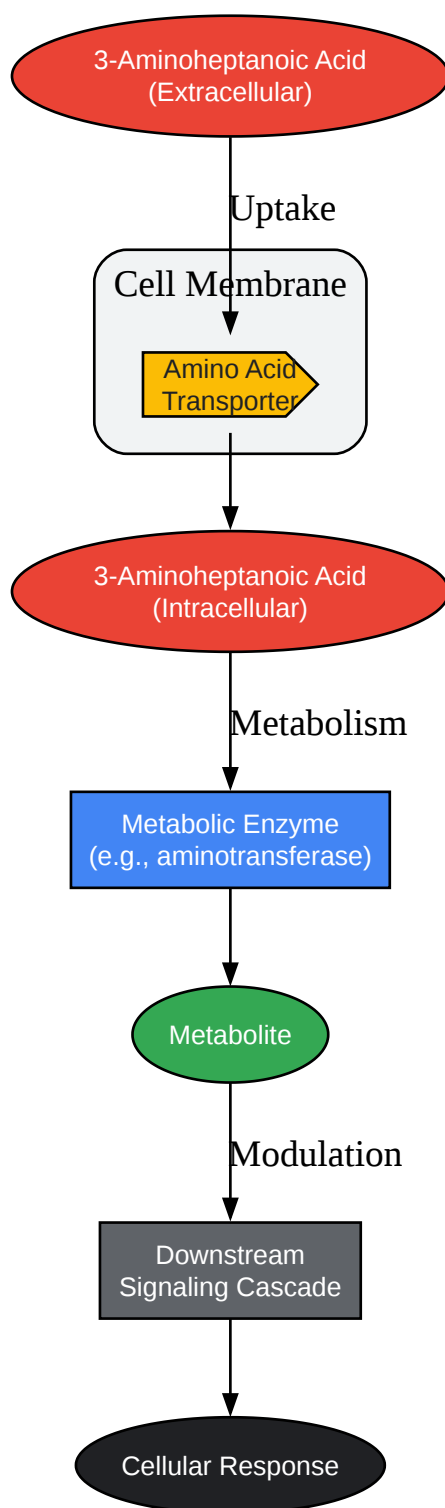 3-Aminoheptanoic Acid
(Extracellular)
Uptake
Cell Membrane
Amino Acid
Transporter
3-Aminoheptanoic Acid
(Intracellular)
Metabolism
Metabolic Enzyme
(e.g., aminotransferase)
Metabolite
Modulation
Downstream
Signaling Cascade
Cellular Response